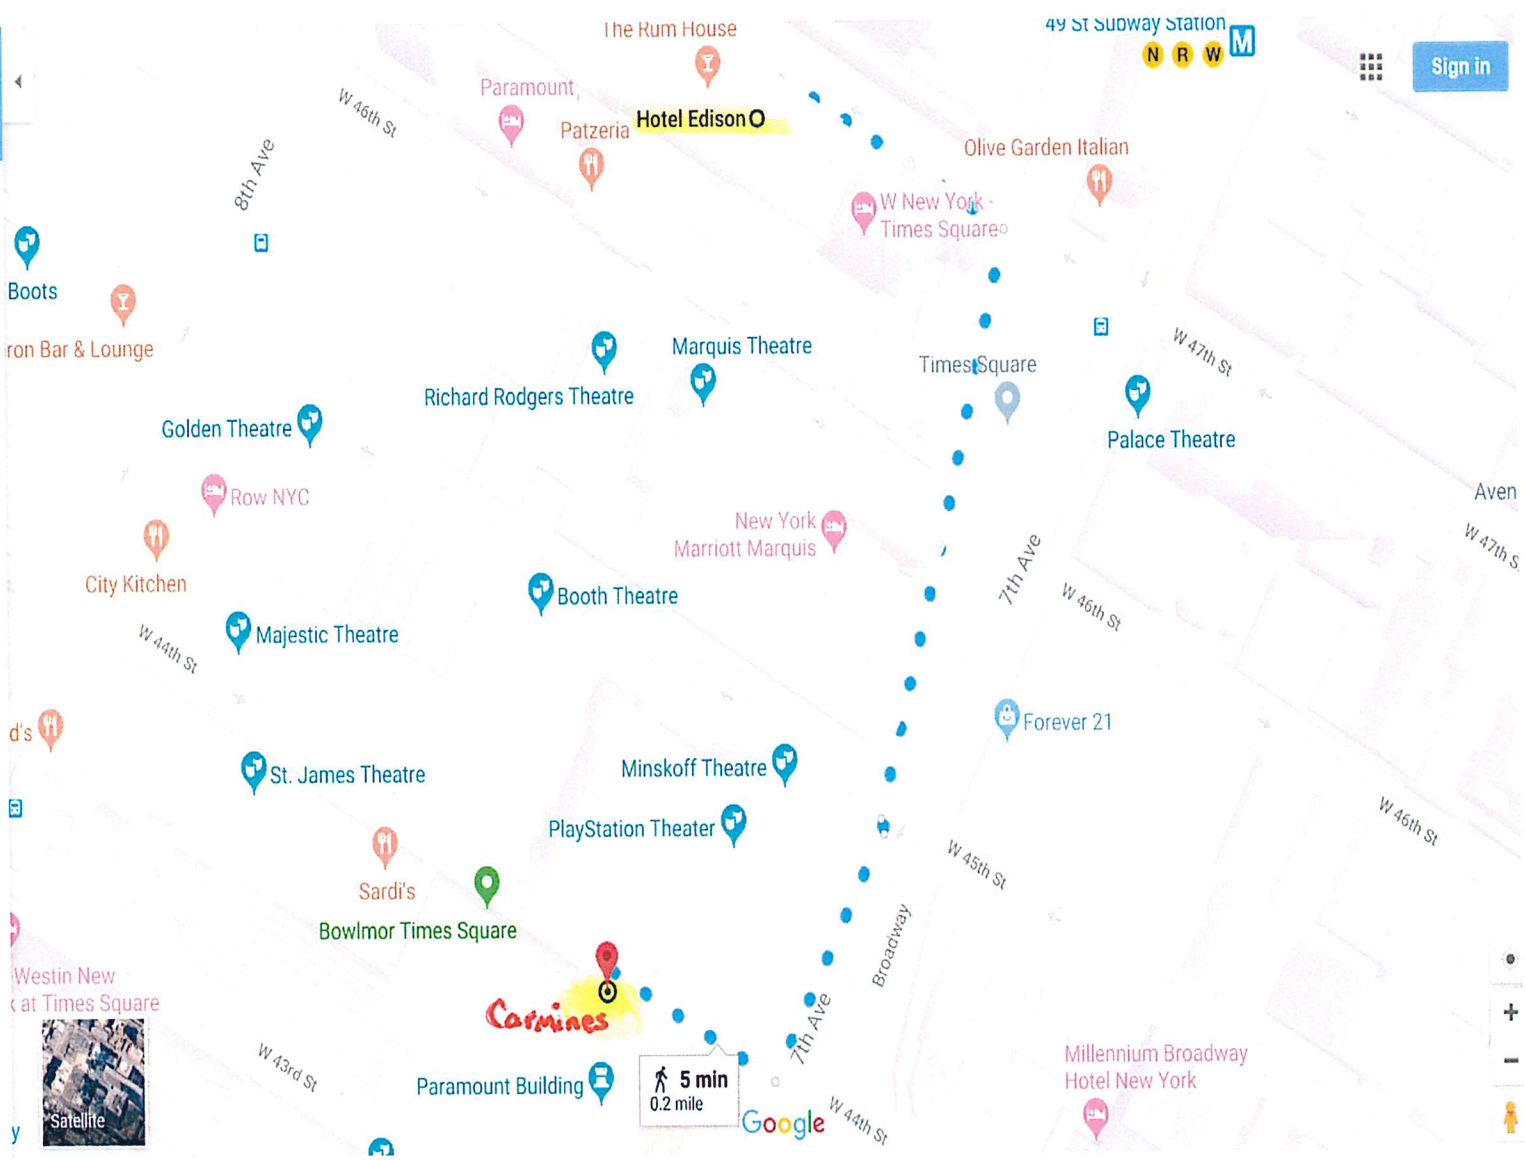 The Rum House
49 St Subway Station
N R W M
Sign in
Paramount
Hotel Edison
Patzeria
W 46th St
8th Ave
Olive Garden Italian
W New York -
Times Square
Boots
ron Bar & Lounge
Marquis Theatre
Richard Rodgers Theatre
Times Square
W 47th St
Golden Theatre
Palace Theatre
Row NYC
Aven
New York
Marriott Marquis
W 47th S
7th Ave
City Kitchen
Booth Theatre
W 46th St
Majestic Theatre
W 44th St
d's
Forever 21
St. James Theatre
Minskoff Theatre
PlayStation Theater
W 46th St
W 45th St
Sardi's
Bowlmor Times Square
Broadway
Westin New
k at Times Square
Carmines
7th Ave
W 43rd St
Paramount Building
5 min
0.2 mile
Millennium Broadway
Hotel New York
Satellite
Google
W 44th St
y